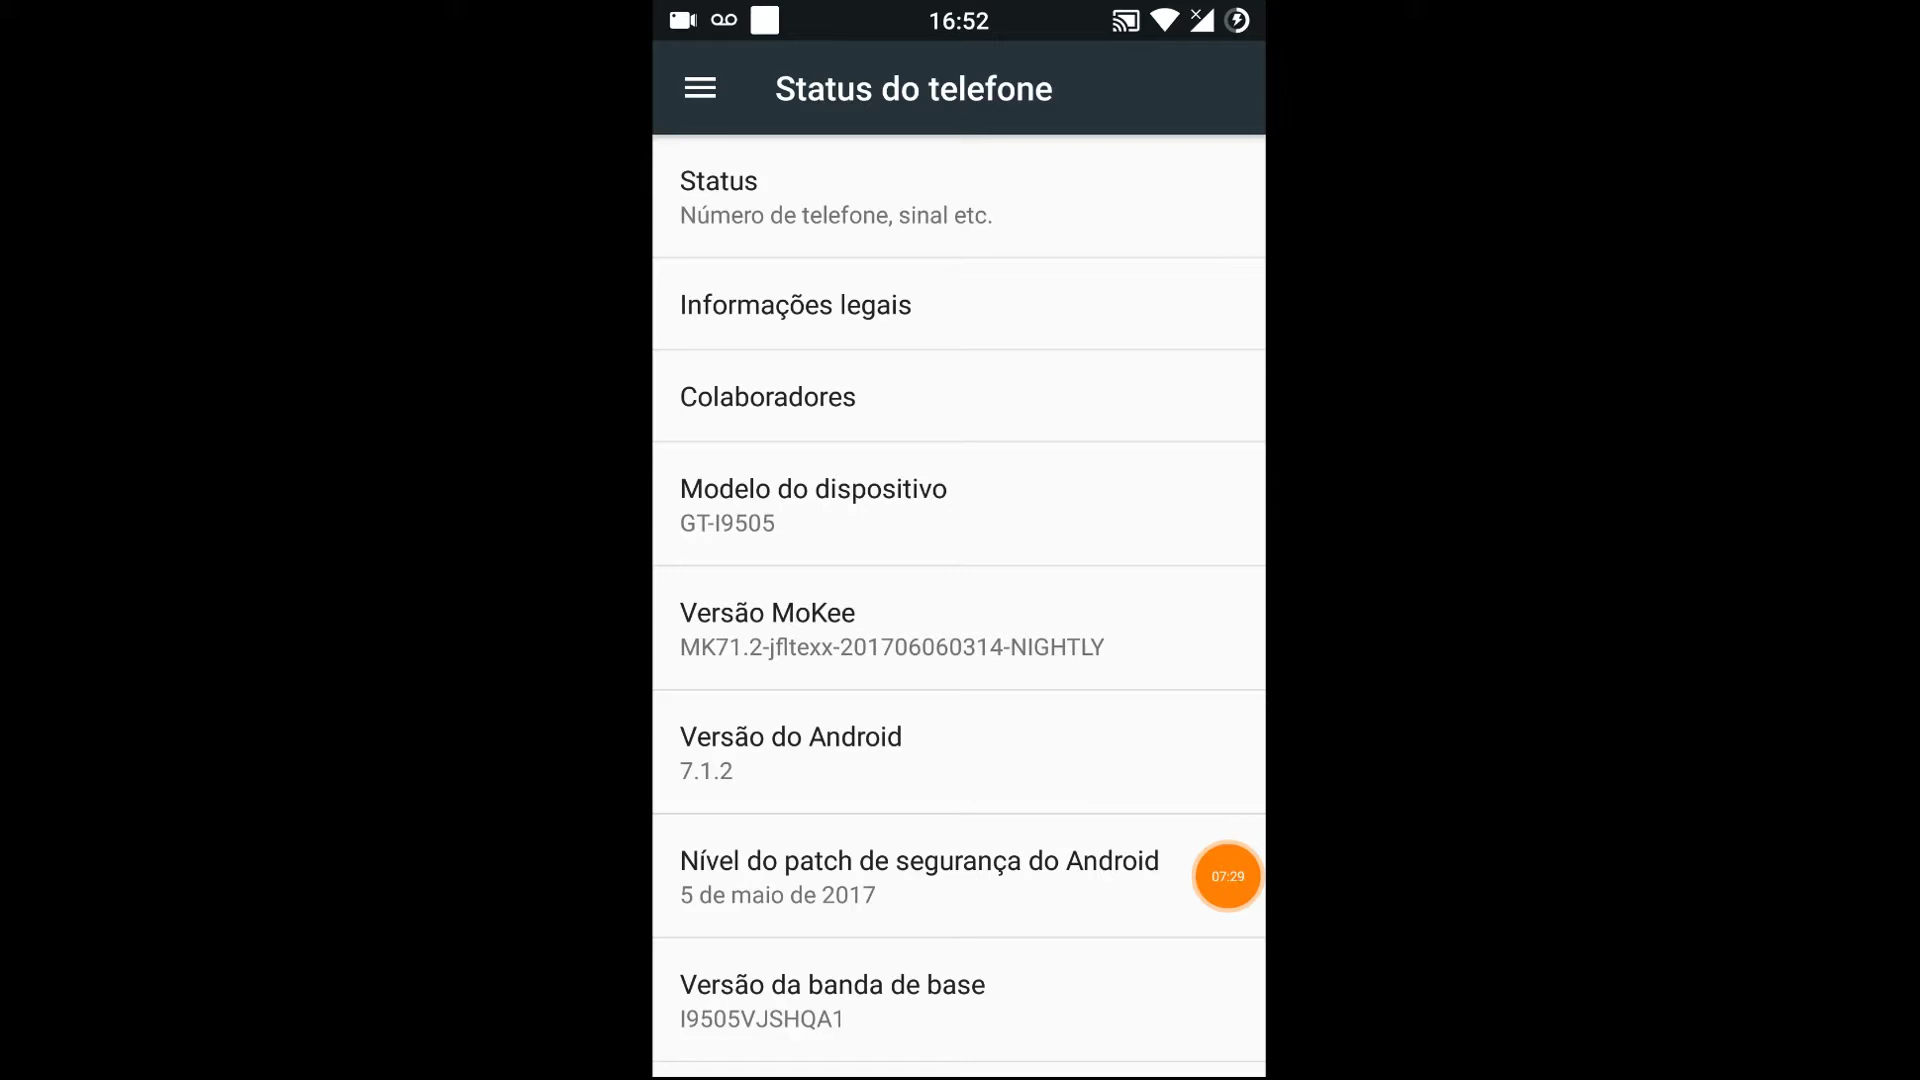 16:52
Status do telefone
Status
Número de telefone, sinal etc.
Informações legais
Colaboradores
Modelo do dispositivo
GT-I9505
Versão MoKee
MK71.2-jfltexx-201706060314-NIGHTLY
Versão do Android
7.1.2
Nível do patch de segurança do Android
5 de maio de 2017
07:29
Versão da banda de base
I9505VJSHQA1